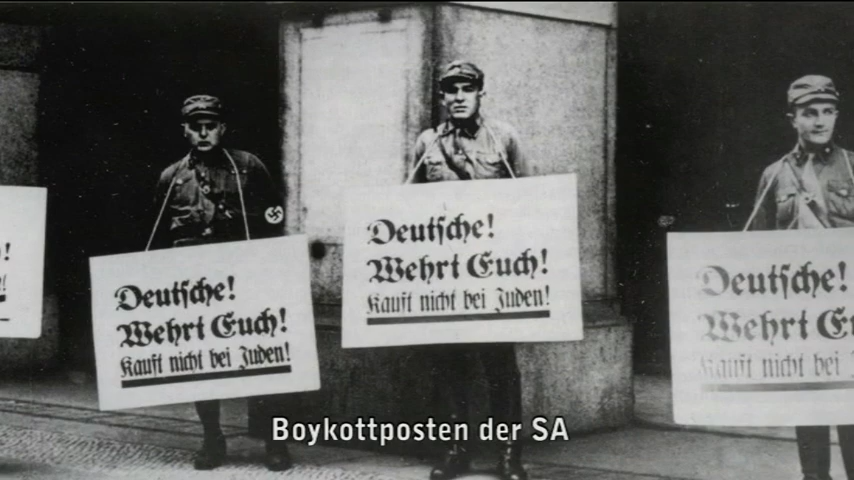 !
Deutsche!
Wehrt Euch!
Kauft nicht bei Juden!
Deutsche!
Wehrt Euch!
Kauft nicht bei Juden!
Deutsche!
Wehrt Eu
Kauft nicht bei J
Boykottposten der SA